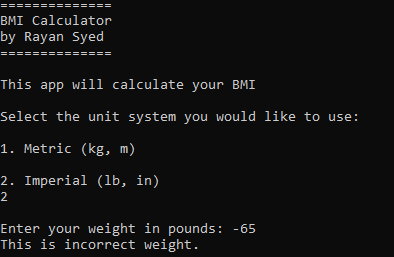 ==============
BMI Calculator
by Rayan Syed
==============
This app will calculate your BMI
Select the unit system you would like to use:
1. Metric (kg, m)
2. Imperial (lb, in)
2
Enter your weight in pounds: -65
This is incorrect weight.